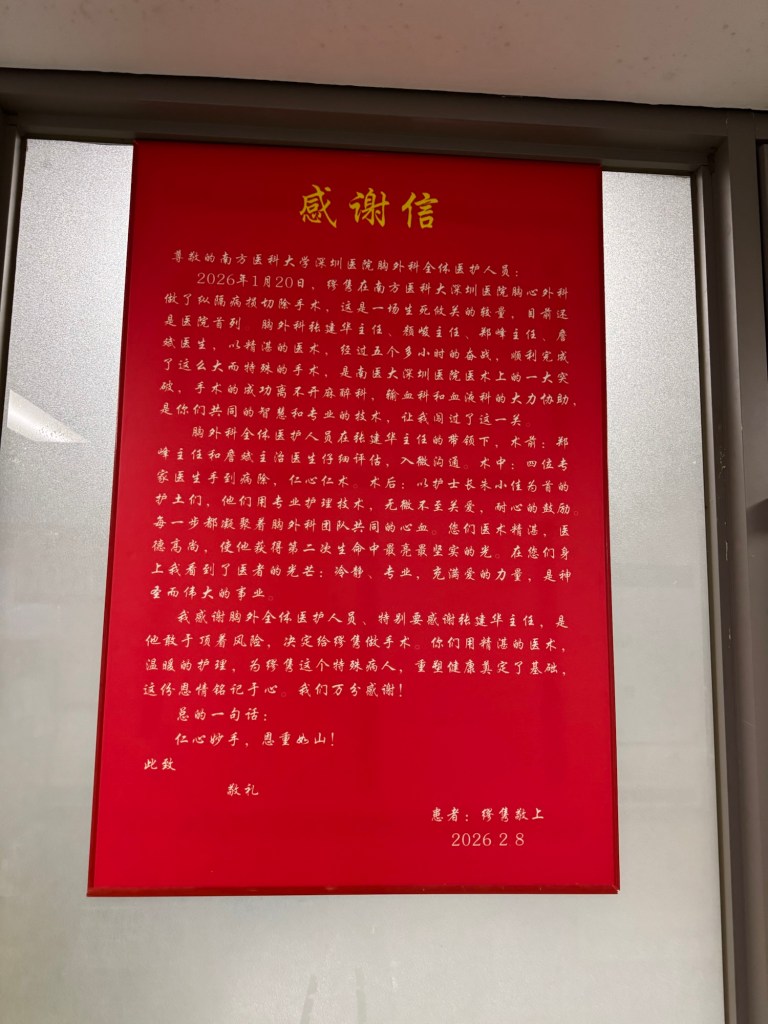 感谢信
尊敬的南方医科大学深圳医院胸外科全体医护人员：
2026年1月20日，缪隽在南方医科大深圳医院胸心外科
做了纵隔病损切除手术，这是一场生死攸关的较量，目前还
是医院首列。胸外科张建华主任、颜峻主任、郑峰主任、詹
斌医生，以精湛的医术，经过五个多小时的奋战，顺利完成
了这么大而特殊的手术，是南医大深圳医院医术上的一大突
破，手术的成功离不开麻醉科，输血科和血液科的大力协助，
是你们共同的智慧和专业的技术，让我闯过了这一关。
胸外科全体医护人员在张建华主任的带领下，术前：郑
峰主任和詹斌主治医生仔细评估，入微沟通。术中：四位专
家医生手到病除，仁心仁术。术后：以护士长朱小佳为首的
护士们，他们用专业护理技术，无微不至关爱，耐心的鼓励。
每一步都凝聚着胸外科团队共同的心血。您们医术精湛，医
德高尚，使他获得第二次生命中最亮最坚实的光。在您们身
上我看到了医者的光芒：冷静、专业，充满爱的力量，是神
圣而伟大的事业。
我感谢胸外全体医护人员、特别要感谢张建华主任，是
他敢于顶着风险，决定给缪隽做手术。你们用精湛的医术，
温暖的护理，为缪隽这个特殊病人，重塑健康奠定了基础，
这份恩情铭记于心。我们万分感谢！
总的一句话：
仁心妙手，恩重如山！
此致
敬礼
患者：缪隽敬上
2026 2 8